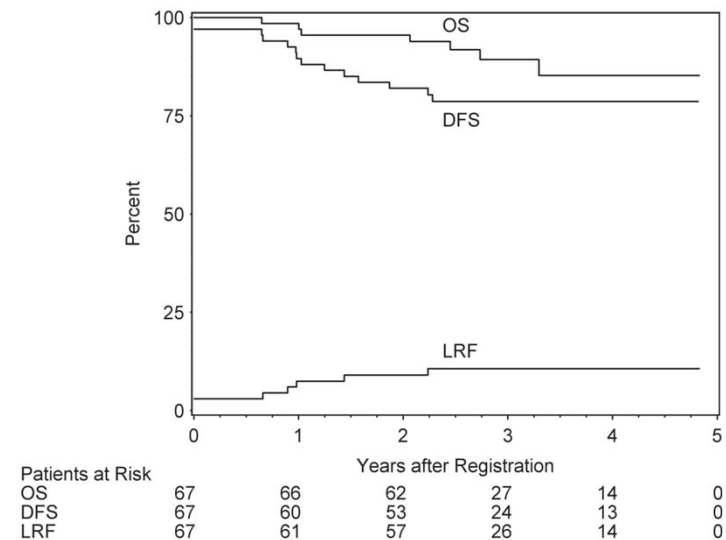 100
75
50
25
0
Percent
OS
DFS
LRF
0 1 2 3 4 5
Years after Registration
Patients at Risk
OS 67 66 62 27 14 0
DFS 67 60 53 24 13 0
LRF 67 61 57 26 14 0